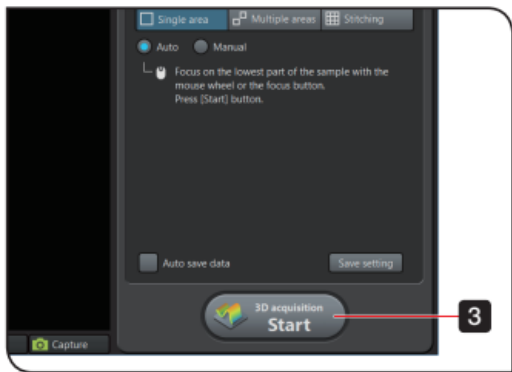 Single area Multiple areas Stitching
Auto Manual
Focus on the lowest part of the sample with the
mouse wheel or the focus button.
Press [Start] button.
Auto save data Save setting
3D acquisition
Start
3
Capture